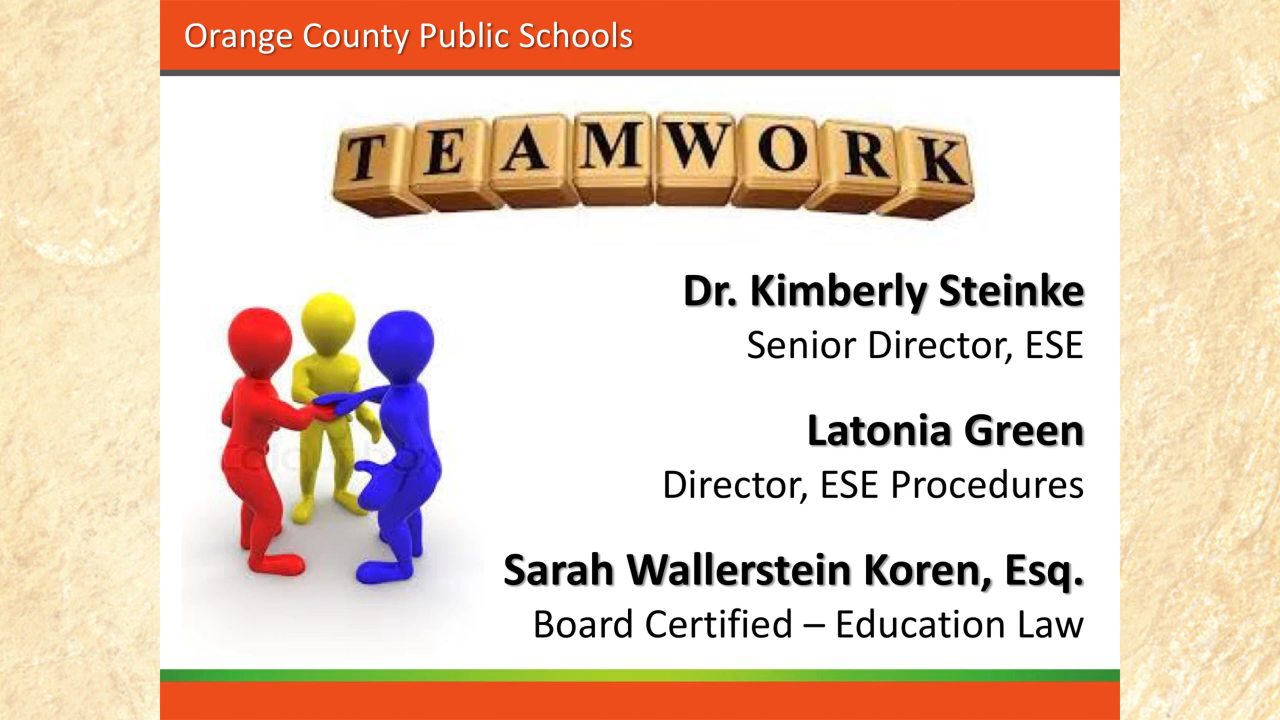 Orange County Public Schools
TEAMWORK
Dr. Kimberly Steinke
Senior Director, ESE
Latonia Green
Director, ESE Procedures
Sarah Wallerstein Koren, Esq.
Board Certified – Education Law